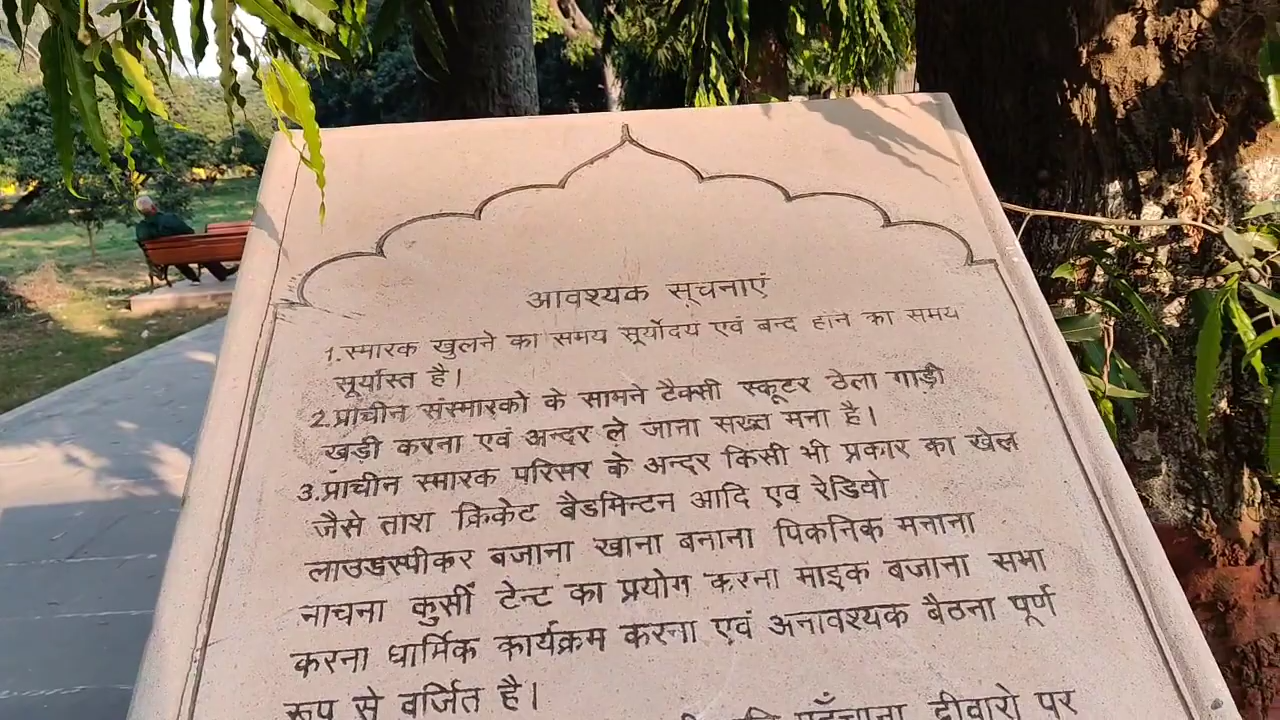 आवश्यक सूचनाएं
1.स्मारक खुलने का समय सूर्योदय एवं बन्द होने का समय
सूर्यास्त है।
2.प्राचीन संस्मारको के सामने टैक्सी स्कूटर ठेला गाड़ी
खड़ी करना एवं अन्दर ले जाना सख्त मना है।
3.प्राचीन स्मारक परिसर के अन्दर किसी भी प्रकार का खेल
जैसे ताश क्रिकेट बैडमिन्टन आदि एव रेडियो
लाउडस्पीकर बजाना खाना बनाना पिकनिक मनाना
नाचना कुर्सी टेन्ट का प्रयोग करना माइक बजाना सभा
करना धार्मिक कार्यक्रम करना एवं अनावश्यक बैठना पूर्ण
रूप से वर्जित है।
पहुँचाना दीवारो पर